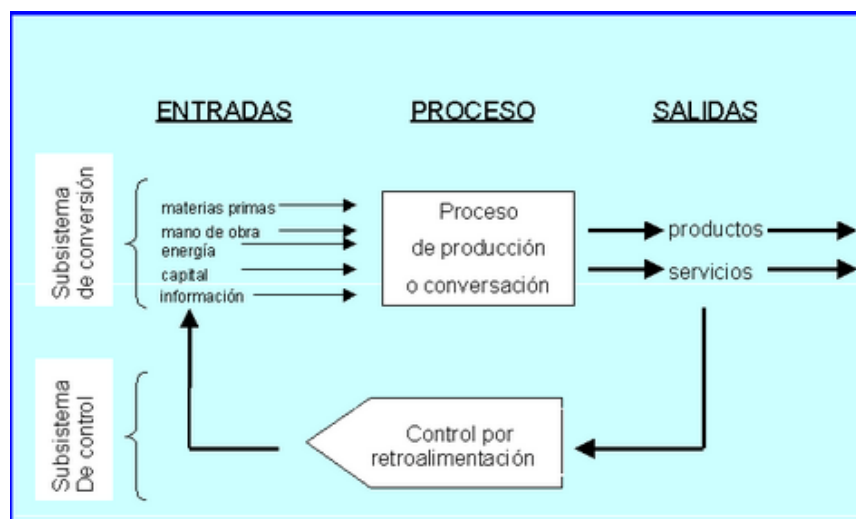 ENTRADAS
PROCESO
SALIDAS
Subsistema
de conversión
materias primas
mano de obra
energía
capital
información
Proceso
de producción
o conversación
productos
servicios
Subsistema
De control
Control por
retroalimentación